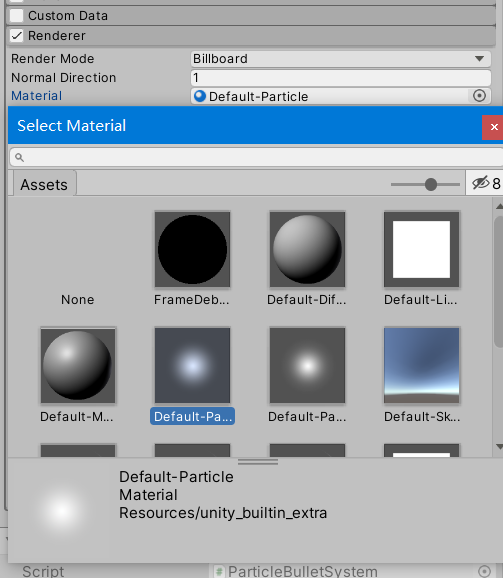 Custom Data
Renderer
Render Mode Billboard
Normal Direction 1
Material Default-Particle
Select Material
Assets 8
None FrameDeb... Default-Dif... Default-Li...
Default-M... Default-Pa... Default-Pa... Default-Sk...
Default-Particle
Material
Resources/unity_builtin_extra
Script # ParticleBulletSystem